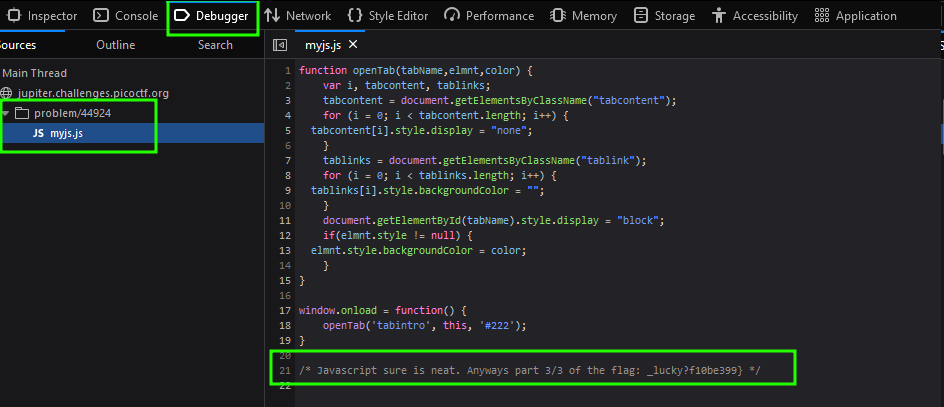 Inspector Console Debugger Network Style Editor Performance Memory Storage Accessibility Application
Sources Outline Search myjs.js
Main Thread
jupiter.challenges.picoctf.org
problem/44924
JS myjs.js
1 function openTab(tabName,elmnt,color) {
2 var i, tabcontent, tablinks;
3 tabcontent = document.getElementsByClassName("tabcontent");
4 for (i = 0; i < tabcontent.length; i++) {
5 tabcontent[i].style.display = "none";
6 }
7 tablinks = document.getElementsByClassName("tablink");
8 for (i = 0; i < tablinks.length; i++) {
9 tablinks[i].style.backgroundColor = "";
10 }
11 document.getElementById(tabName).style.display = "block";
12 if(elmnt.style != null) {
13 elmnt.style.backgroundColor = color;
14 }
15 }
16
17 window.onload = function() {
18 openTab('tabintro', this, '#222');
19 }
20
21 /* Javascript sure is neat. Anyways part 3/3 of the flag: _lucky?f10be399} */
22